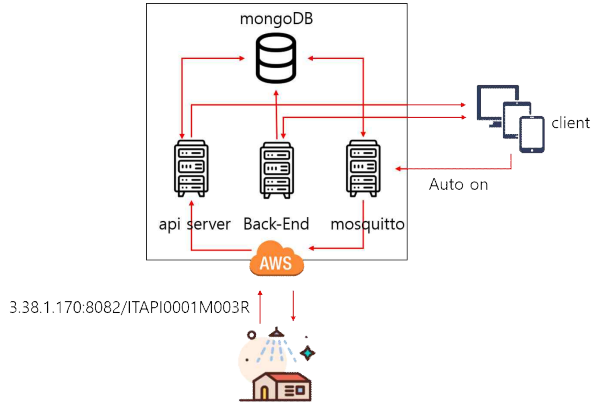 mongoDB
client
Auto on
api server
Back-End
mosquitto
AWS
3.38.1.170:8082/ITAPI0001M003R